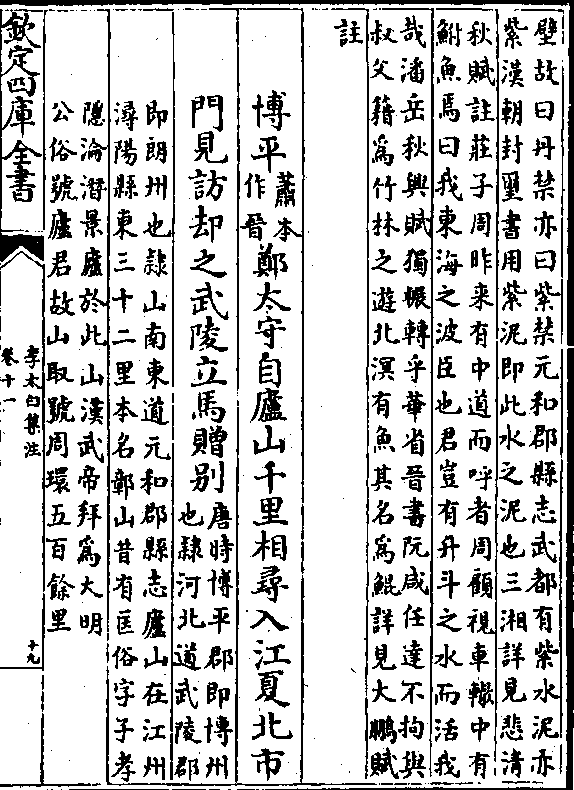 壁故曰丹禁亦曰紫禁元和郡縣志武都有紫水泥亦
紫漢朝封璽書用紫泥即此水之泥也三湘詳見悲清
秋賦註莊子周昨来有中道而呼者周顧視車轍中有
鮒魚焉曰我東海之波臣也君豈有升斗之水而活我
哉潘岳秋興賦獨輾轉乎華省晉書阮咸任達不拘與
叔父籍為竹林之遊北溟有魚其名為鯤詳見大鵬賦
註
博平蕭本作晉鄭太守自廬山千里相尋入江夏北市
門見訪却之武陵立馬贈别唐時博平郡即博州也隸河北道武陵郡
即朗州也隸山南東道元和郡縣志廬山在江州
潯陽縣東三十二里本名鄣山昔有匡俗字子孝
隱淪潛景廬於此山漢武帝拜為大明
公俗號廬君故山取號周環五百餘里
欽定四庫全書
李太白集注
卷十一
十九